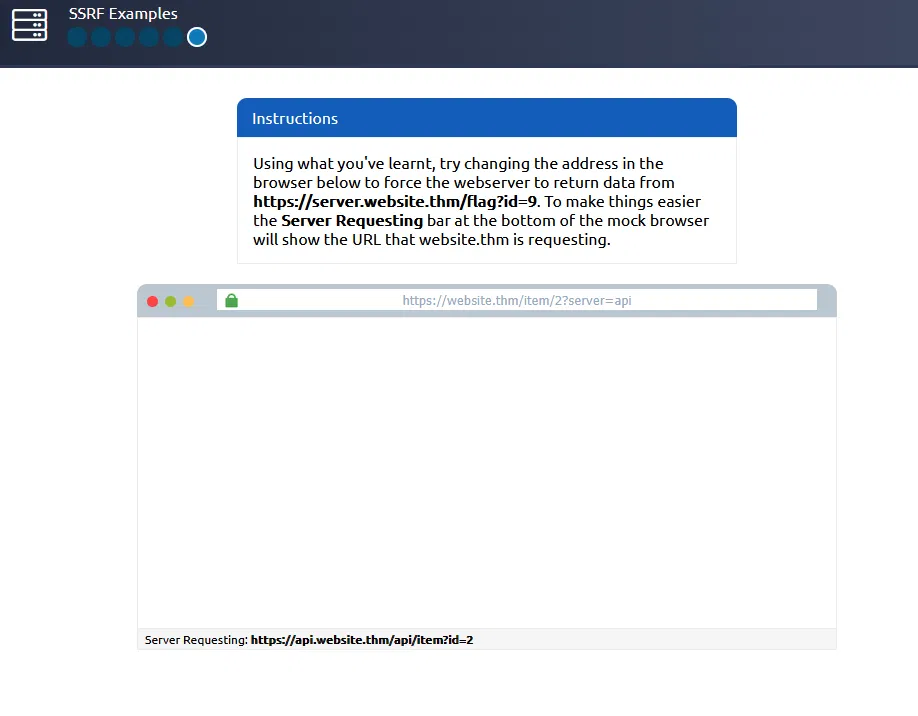 SSRF Examples
Instructions
Using what you've learnt, try changing the address in the
browser below to force the webserver to return data from
https://server.website.thm/flag?id=9. To make things easier
the Server Requesting bar at the bottom of the mock browser
will show the URL that website.thm is requesting.
https://website.thm/item/2?server=api
Server Requesting: https://api.website.thm/api/item?id=2